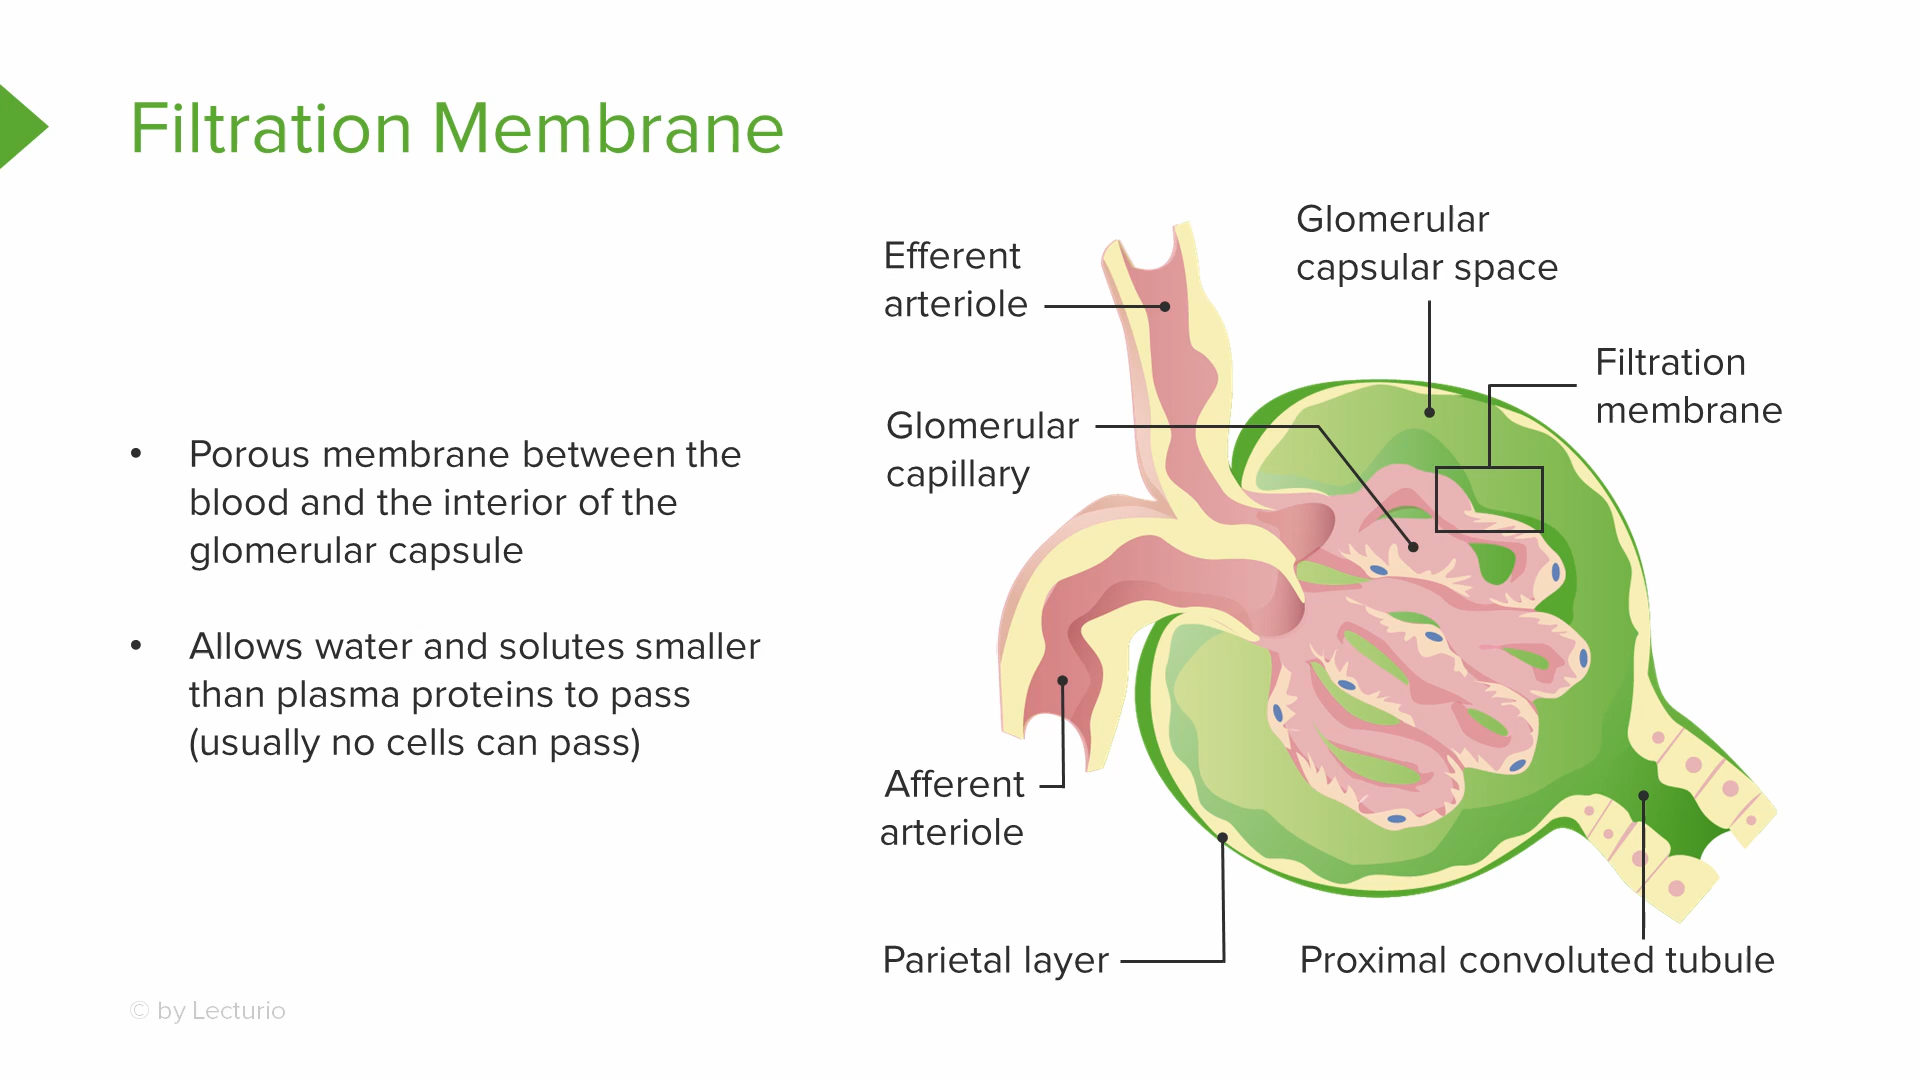 Filtration Membrane
• Porous membrane between the
blood and the interior of the
glomerular capsule
• Allows water and solutes smaller
than plasma proteins to pass
(usually no cells can pass)
Efferent
arteriole
Glomerular
capsular space
Filtration
membrane
Glomerular
capillary
Afferent
arteriole
Parietal layer
Proximal convoluted tubule
© by Lecturio